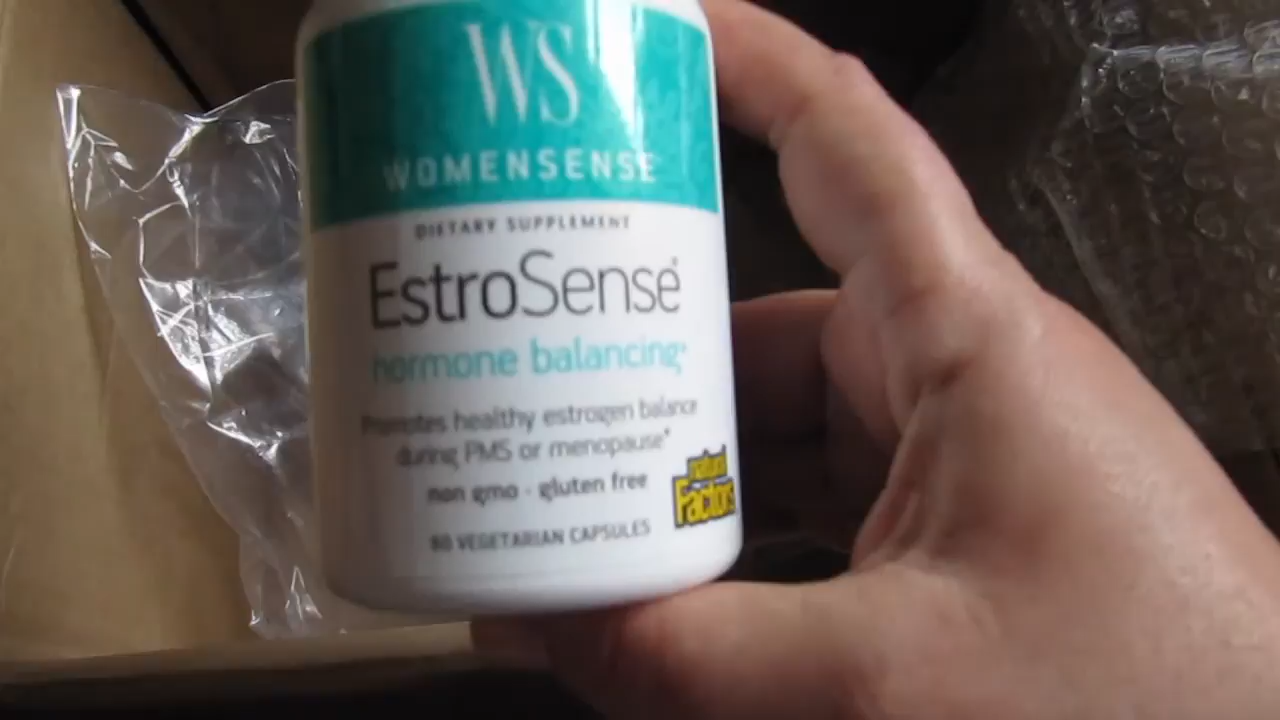 WS
WOMENSENSE
DIETARY SUPPLEMENT
EstroSense*
hormone balancing*
Promotes healthy estrogen balance
during PMS or menopause*
non gmo · gluten free
natural
Factors
VEGETARIAN CAPSULES